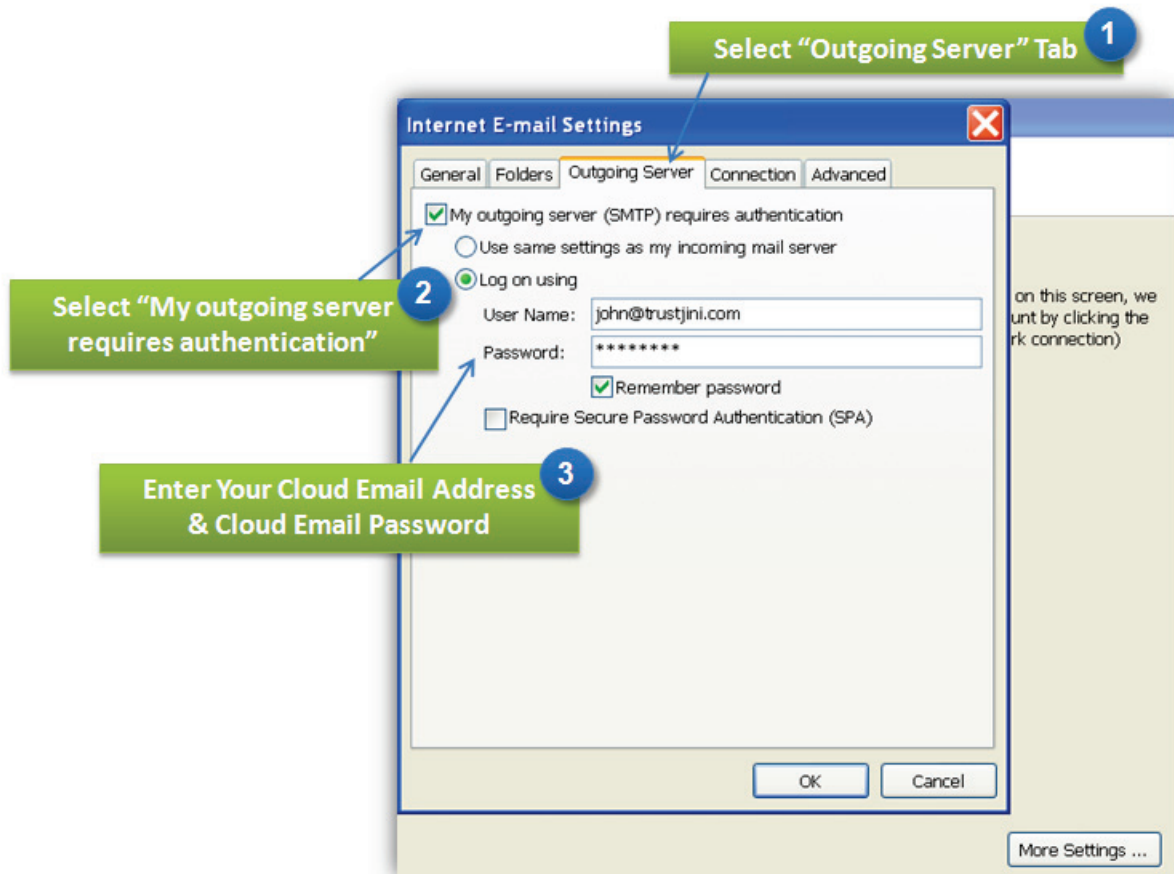 Select “Outgoing Server” Tab
1
Internet E-mail Settings
General Folders Outgoing Server Connection Advanced
My outgoing server (SMTP) requires authentication
Use same settings as my incoming mail server
Log on using
User Name: john@trustjini.com
Password: ********
Remember password
Require Secure Password Authentication (SPA)
Select “My outgoing server
requires authentication”
2
Enter Your Cloud Email Address
& Cloud Email Password
3
on this screen, we
unt by clicking the
rk connection)
OK Cancel
More Settings ...